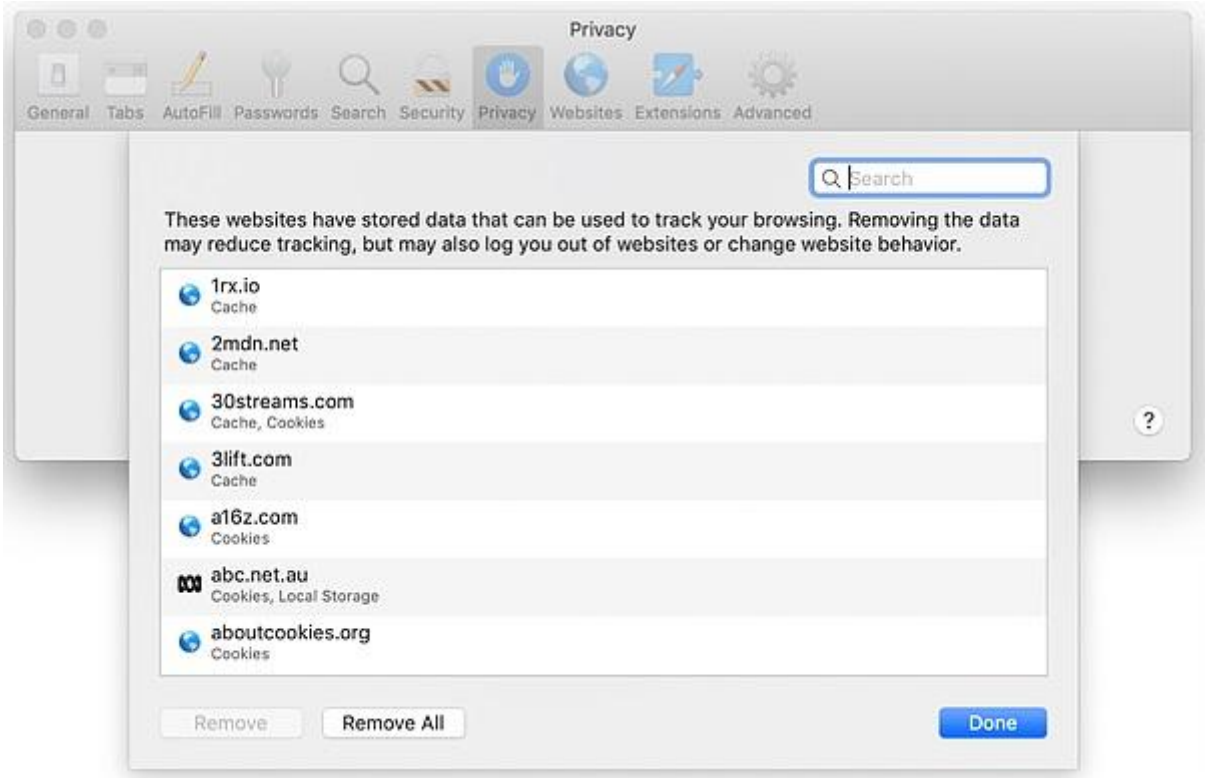 Privacy
General Tabs AutoFill Passwords Search Security Privacy Websites Extensions Advanced
Search
These websites have stored data that can be used to track your browsing. Removing the data
may reduce tracking, but may also log you out of websites or change website behavior.
1rx.io
Cache
2mdn.net
Cache
30streams.com
Cache, Cookies
3lift.com
Cache
a16z.com
Cookies
abc.net.au
Cookies, Local Storage
aboutcookies.org
Cookies
?
Remove Remove All Done